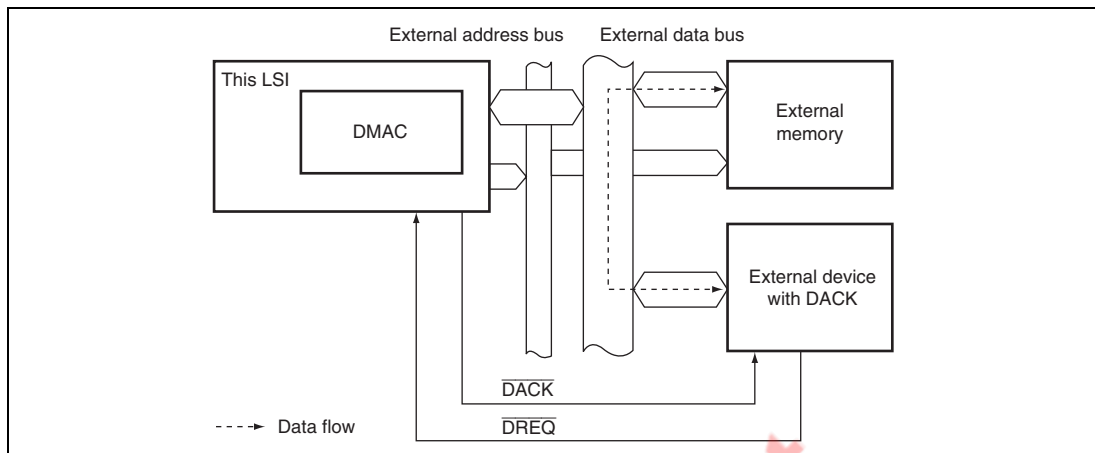 External address bus
External data bus
This LSI
DMAC
External
memory
External device
with DACK
DACK
DREQ
Data flow